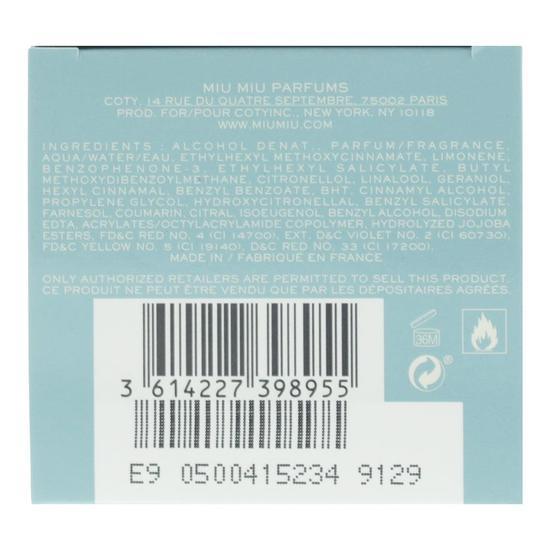 MIU MIU PARFUMS
COTY, 14 RUE DU QUATRE SEPTEMBRE, 75002 PARIS
PROD. FOR/POUR COTYINC., NEW YORK, NY 10118
WWW.MIUMIU.COM
INGREDIENTS : ALCOHOL DENAT., PARFUM/FRAGRANCE,
AQUA/WATER/EAU, ETHYLHEXYL METHOXYCINNAMATE, LIMONENE,
BENZOPHENONE-3, ETHYLHEXYL SALICYLATE, BUTYL
METHOXYDIBENZOYLMETHANE, CITRONELLOL, LINALOOL, GERANIOL,
HEXYL CINNAMAL, BENZYL BENZOATE, BHT, CINNAMYL ALCOHOL,
PROPYLENE GLYCOL, HYDROXYCITRONELLAL, BENZYL SALICYLATE,
FARNESOL, COUMARIN, CITRAL, ISOEUGENOL, BENZYL ALCOHOL, DISODIUM
EDTA, ACRYLATES/OCTYLACRYLAMIDE COPOLYMER, HYDROLYZED JOJOBA
ESTERS, FD&C RED NO. 4 (CI 14700), EXT. D&C VIOLET NO. 2 (CI 60730),
FD&C YELLOW NO. 5 (CI 19140), D&C RED NO. 33 (CI 17200).
MADE IN / FABRIQUÉ EN FRANCE
ONLY AUTHORIZED RETAILERS ARE PERMITTED TO SELL THIS PRODUCT.
CE PRODUIT NE PEUT ÊTRE VENDU QUE PAR LES DÉPOSITAIRES AGRÉÉS.
36M
®
3 614227 398955
E9 0500415234 9129